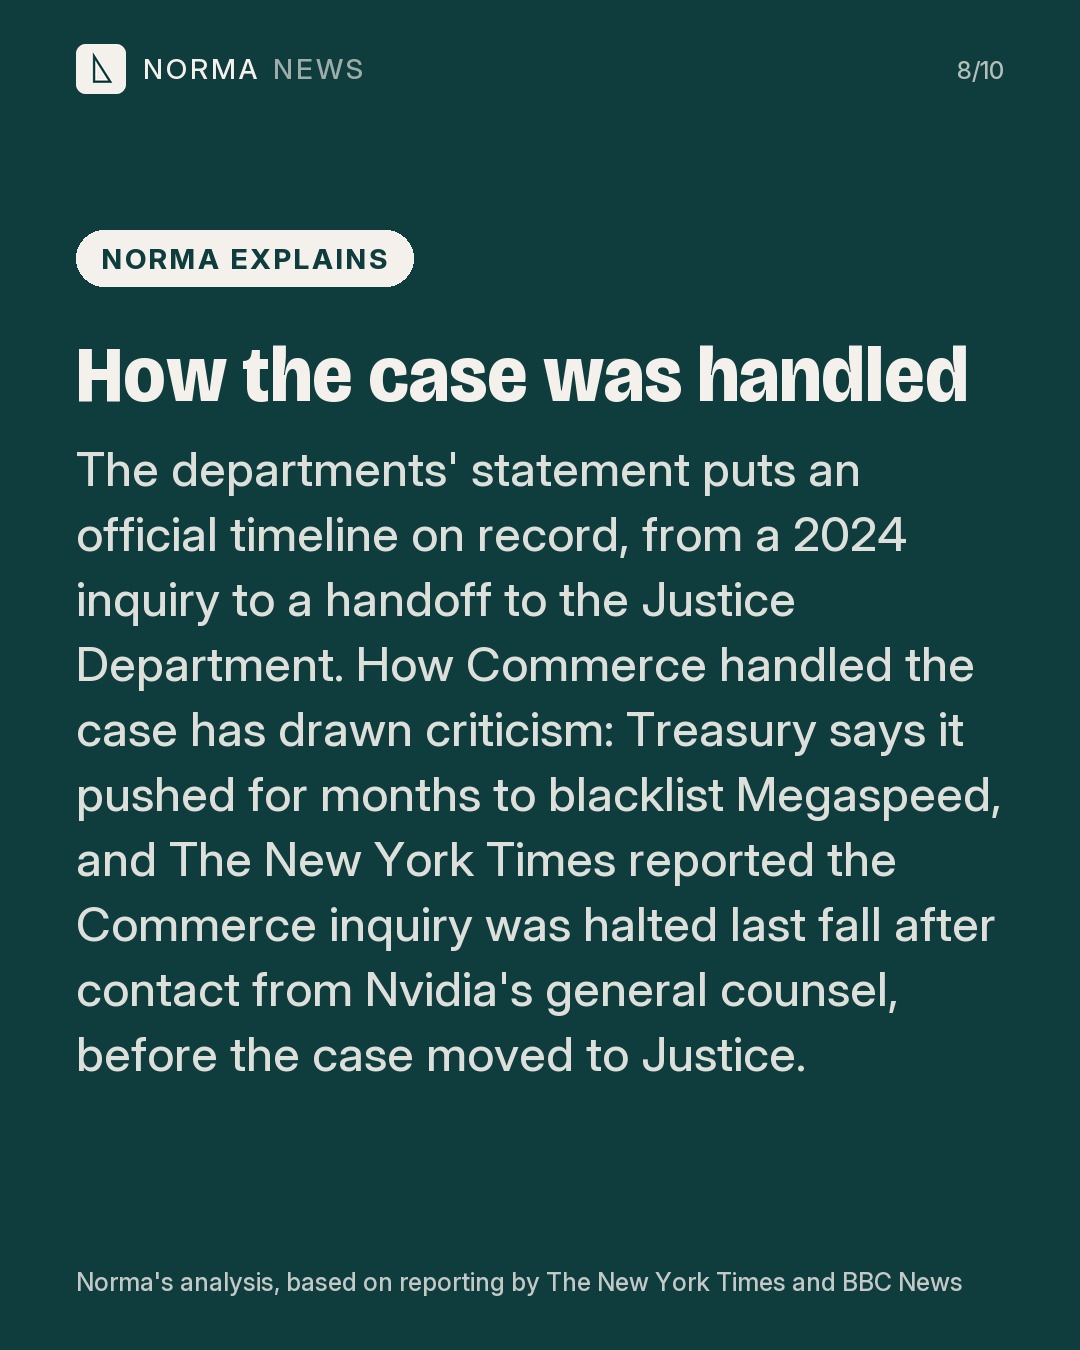 NORMA NEWS
8/10
NORMA EXPLAINS
How the case was handled
The departments' statement puts an
official timeline on record, from a 2024
inquiry to a handoff to the Justice
Department. How Commerce handled the
case has drawn criticism: Treasury says it
pushed for months to blacklist Megaspeed,
and The New York Times reported the
Commerce inquiry was halted last fall after
contact from Nvidia's general counsel,
before the case moved to Justice.
Norma's analysis, based on reporting by The New York Times and BBC News